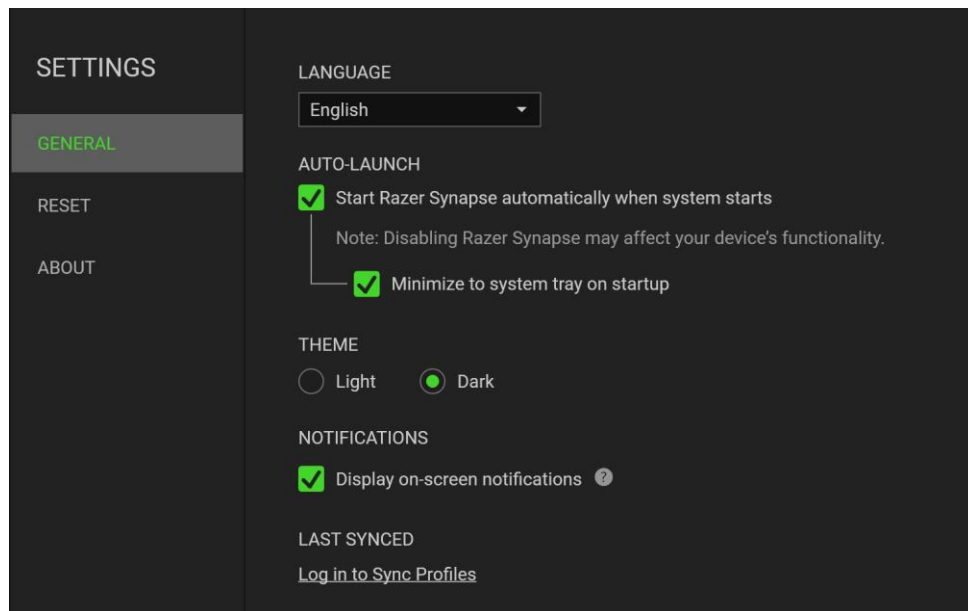 SETTINGS
GENERAL
RESET
ABOUT
LANGUAGE
English
AUTO-LAUNCH
Start Razer Synapse automatically when system starts
Note: Disabling Razer Synapse may affect your device’s functionality.
Minimize to system tray on startup
THEME
Light
Dark
NOTIFICATIONS
Display on-screen notifications ?
LAST SYNCED
Log in to Sync Profiles